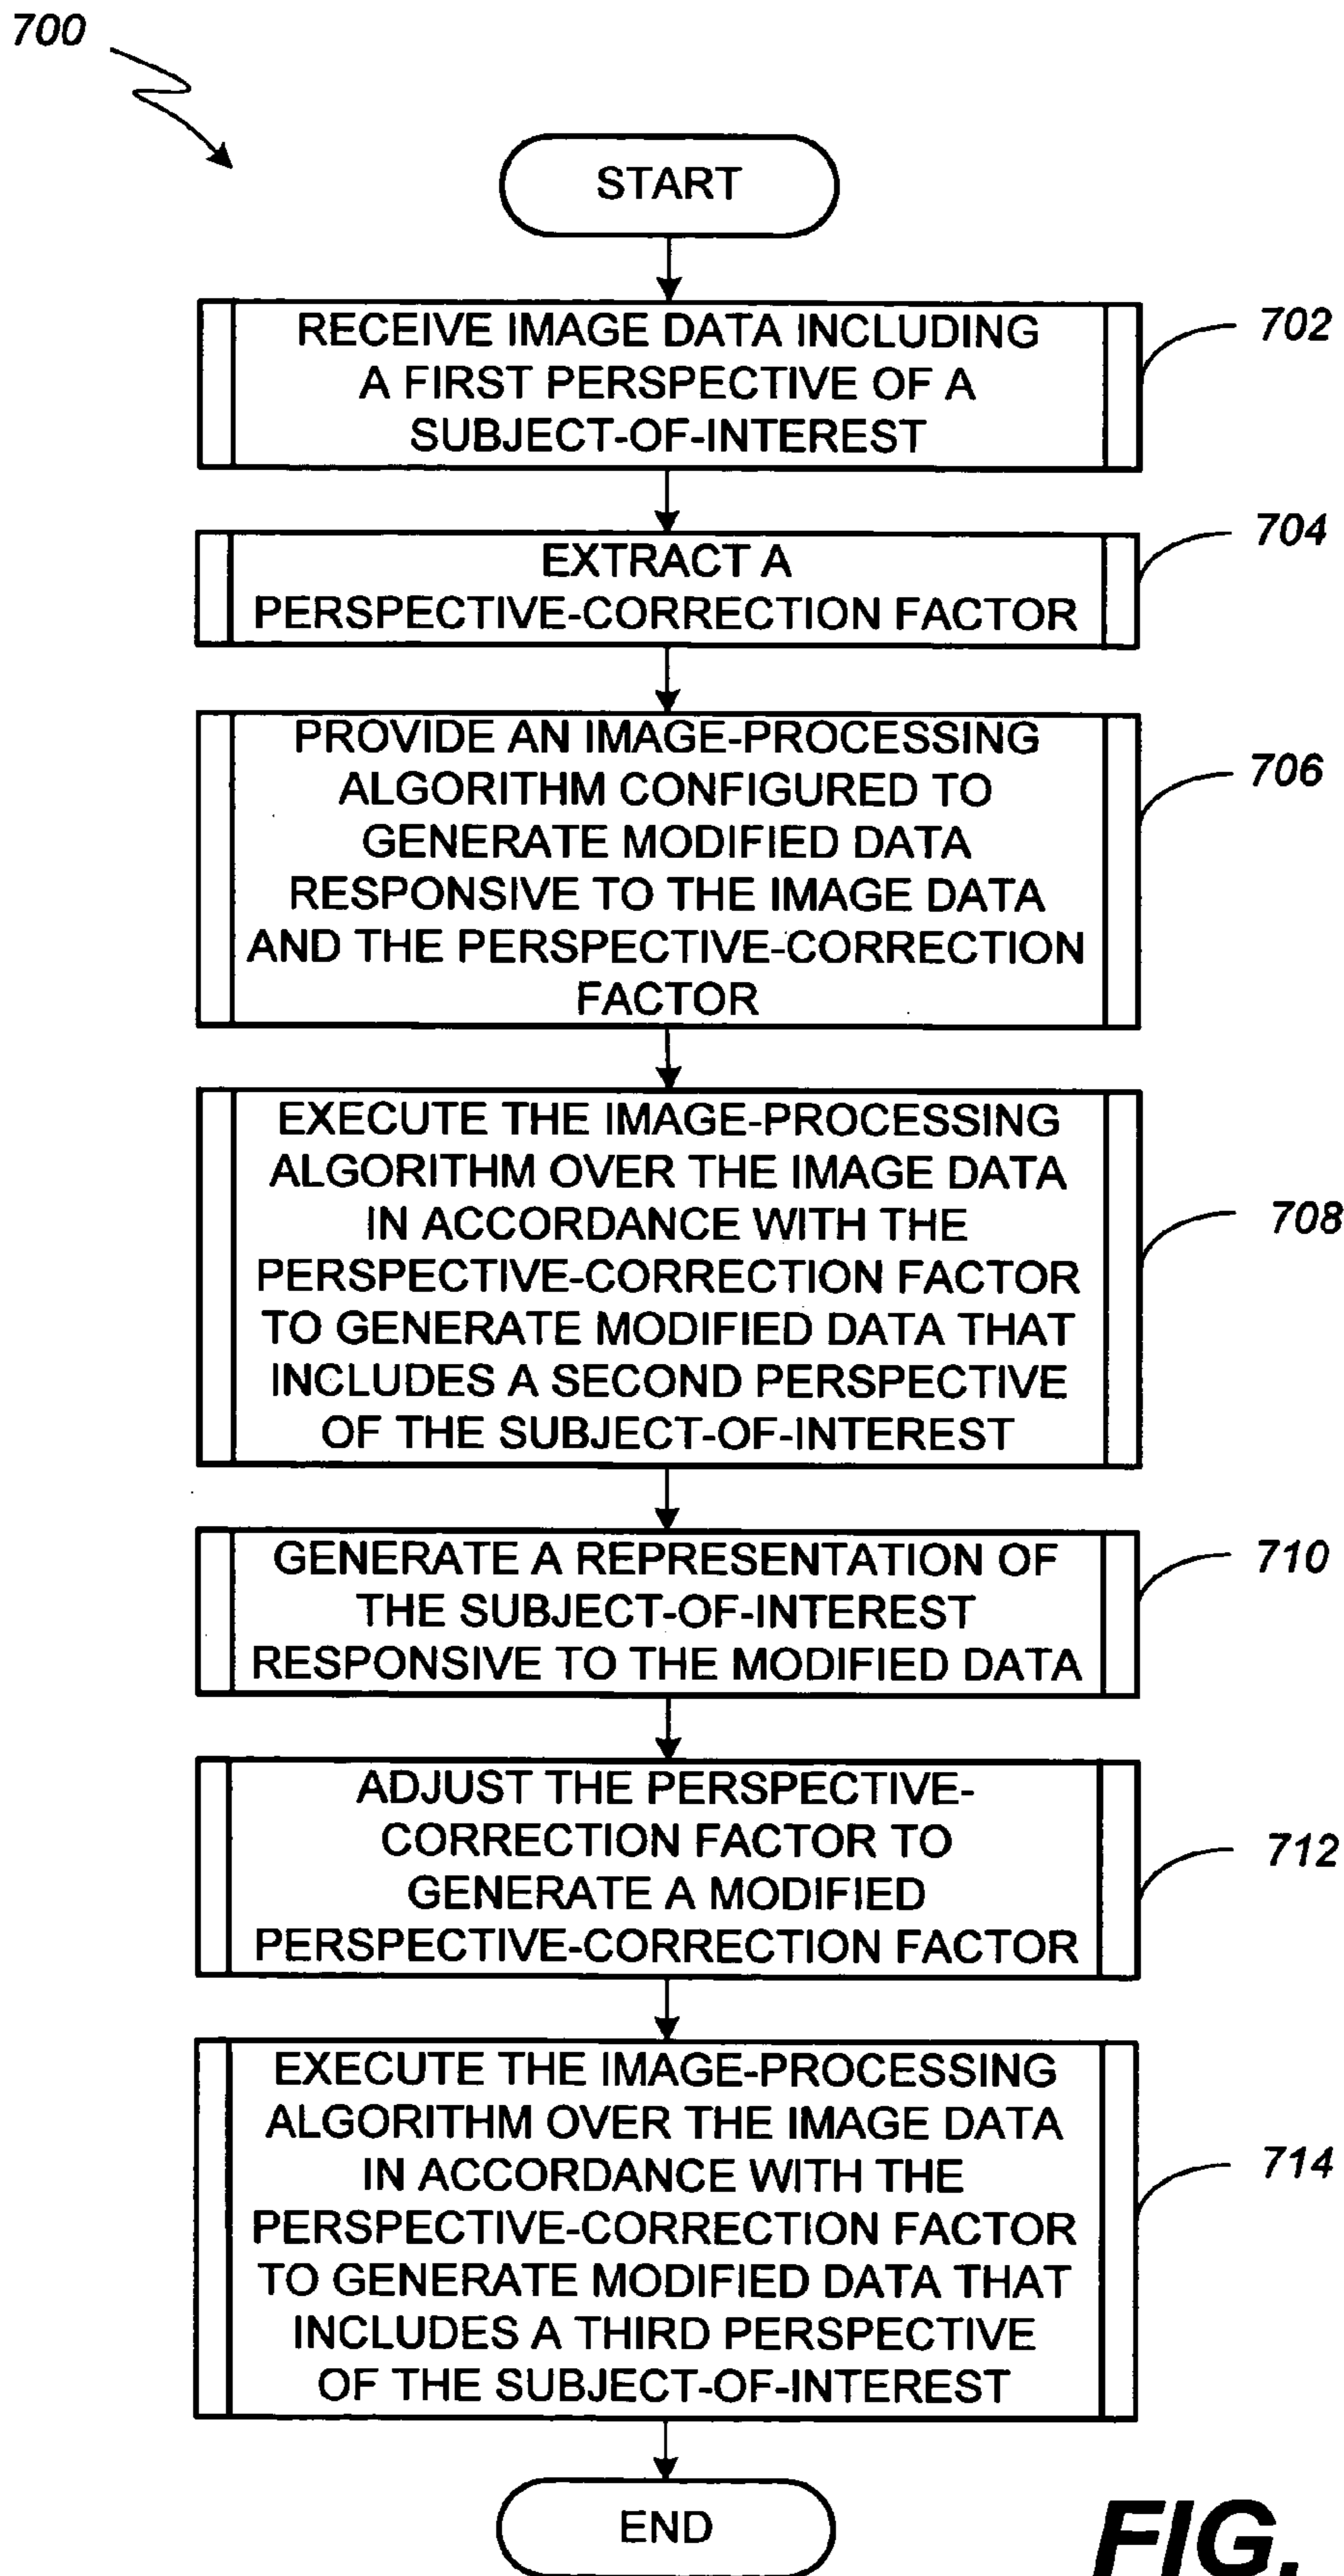 700
START
RECEIVE IMAGE DATA INCLUDING
A FIRST PERSPECTIVE OF A
SUBJECT-OF-INTEREST
702
EXTRACT A
PERSPECTIVE-CORRECTION FACTOR
704
PROVIDE AN IMAGE-PROCESSING
ALGORITHM CONFIGURED TO
GENERATE MODIFIED DATA
RESPONSIVE TO THE IMAGE DATA
AND THE PERSPECTIVE-CORRECTION
FACTOR
706
EXECUTE THE IMAGE-PROCESSING
ALGORITHM OVER THE IMAGE DATA
IN ACCORDANCE WITH THE
PERSPECTIVE-CORRECTION FACTOR
TO GENERATE MODIFIED DATA THAT
INCLUDES A SECOND PERSPECTIVE
OF THE SUBJECT-OF-INTEREST
708
GENERATE A REPRESENTATION OF
THE SUBJECT-OF-INTEREST
RESPONSIVE TO THE MODIFIED DATA
710
ADJUST THE PERSPECTIVE-
CORRECTION FACTOR TO
GENERATE A MODIFIED
PERSPECTIVE-CORRECTION FACTOR
712
EXECUTE THE IMAGE-PROCESSING
ALGORITHM OVER THE IMAGE DATA
IN ACCORDANCE WITH THE
PERSPECTIVE-CORRECTION FACTOR
TO GENERATE MODIFIED DATA THAT
INCLUDES A THIRD PERSPECTIVE
OF THE SUBJECT-OF-INTEREST
714
END
FIG.